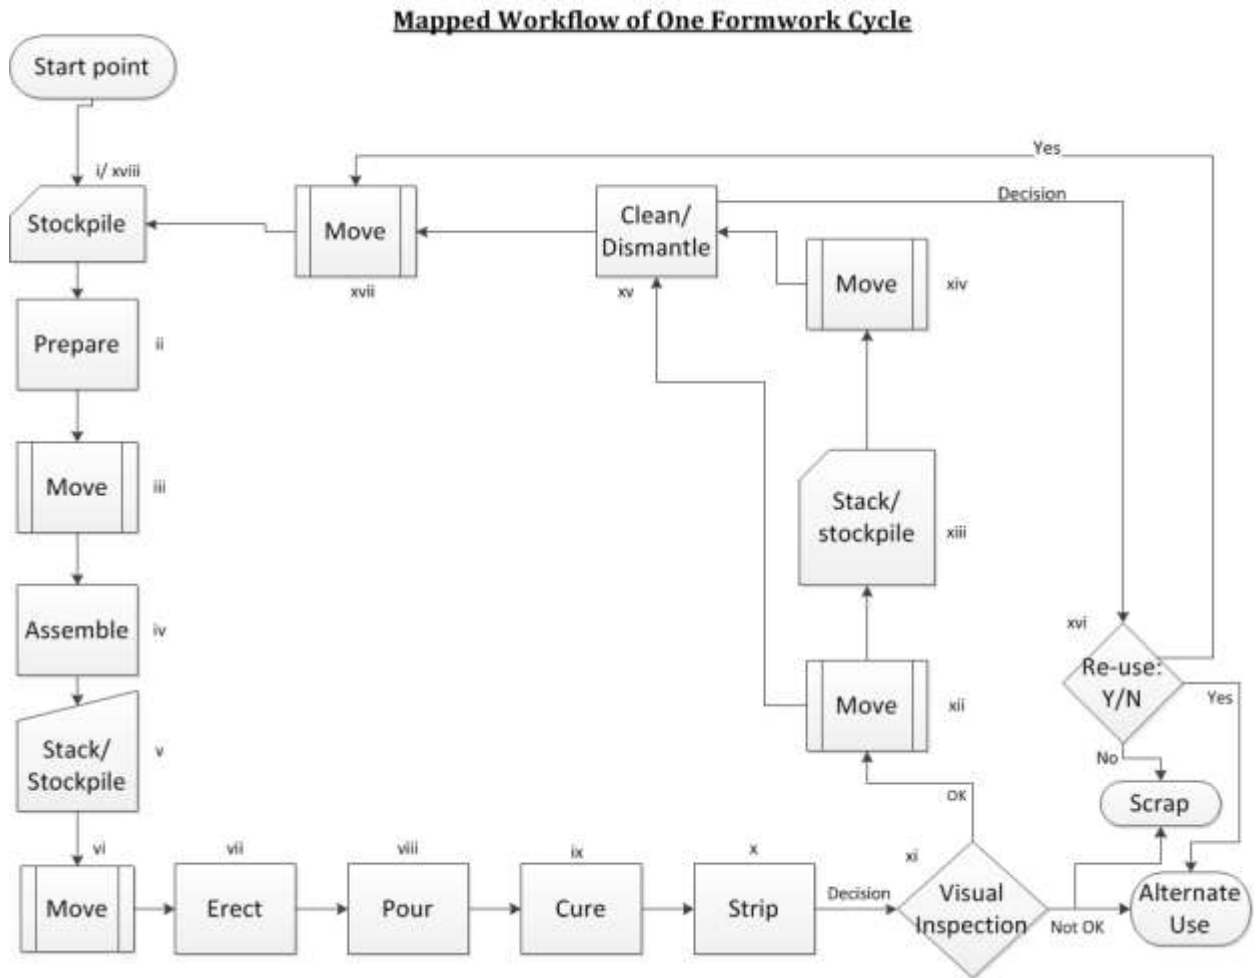 Mapped Workflow of One Formwork Cycle
Start point
i/ xviii
Stockpile
Prepare
ii
Move
iii
Assemble
iv
Stack/
Stockpile
v
vi
Move
vii
Erect
viii
Pour
ix
Cure
x
Strip
Decision
xi
Visual
Inspection
OK
Not OK
Move
xii
Stack/
stockpile
xiii
Move
xiv
Clean/
Dismantle
xv
Decision
Yes
Move
xvii
xvi
Re-use:
Y/N
Yes
No
Scrap
Alternate
Use